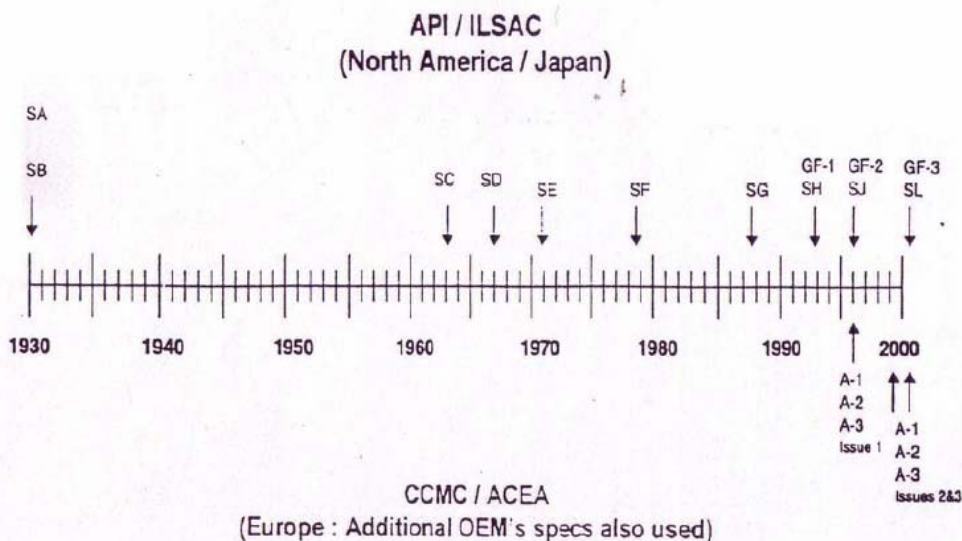 API / ILSAC
(North America / Japan)
SA
SB
SC
SD
SE
SF
SG
GF-1
SH
GF-2
SJ
GF-3
SL
1930
1940
1950
1960
1970
1980
1990
2000
A-1
A-2
A-3
Issue 1
A-1
A-2
A-3
Issues 2&3
CCMC / ACEA
(Europe : Additional OEM's specs also used)